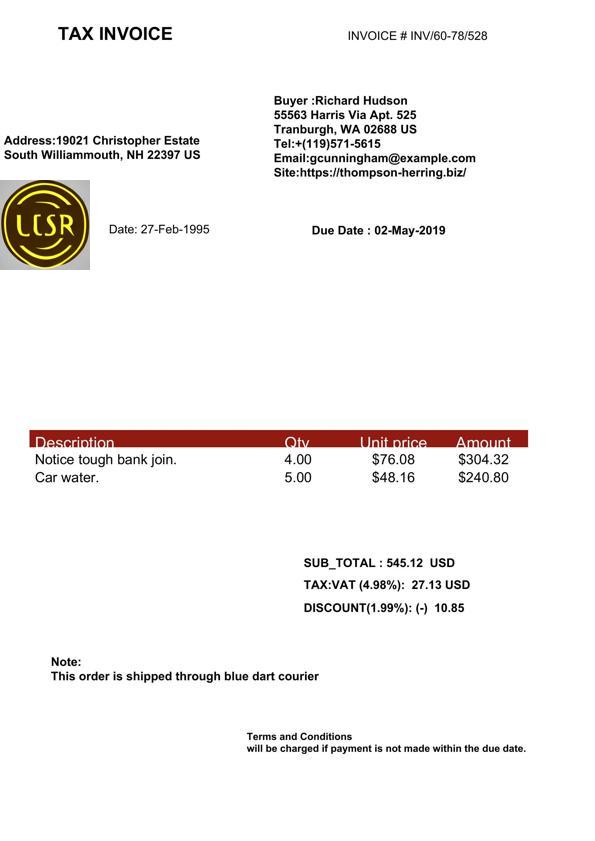 TAX INVOICE
INVOICE # INV/60-78/528
Buyer :Richard Hudson
55563 Harris Via Apt. 525
Tranburgh, WA 02688 US
Tel:+(119)571-5615
Email:gcunningham@example.com
Site:https://thompson-herring.biz/
Address:19021 Christopher Estate
South Williammouth, NH 22397 US
Date: 27-Feb-1995
Due Date : 02-May-2019
Description Qty Unit price Amount
Notice tough bank join. 4.00 $76.08 $304.32
Car water. 5.00 $48.16 $240.80
SUB_TOTAL : 545.12 USD
TAX:VAT (4.98%): 27.13 USD
DISCOUNT(1.99%): (-) 10.85
Note:
This order is shipped through blue dart courier
Terms and Conditions
will be charged if payment is not made within the due date.